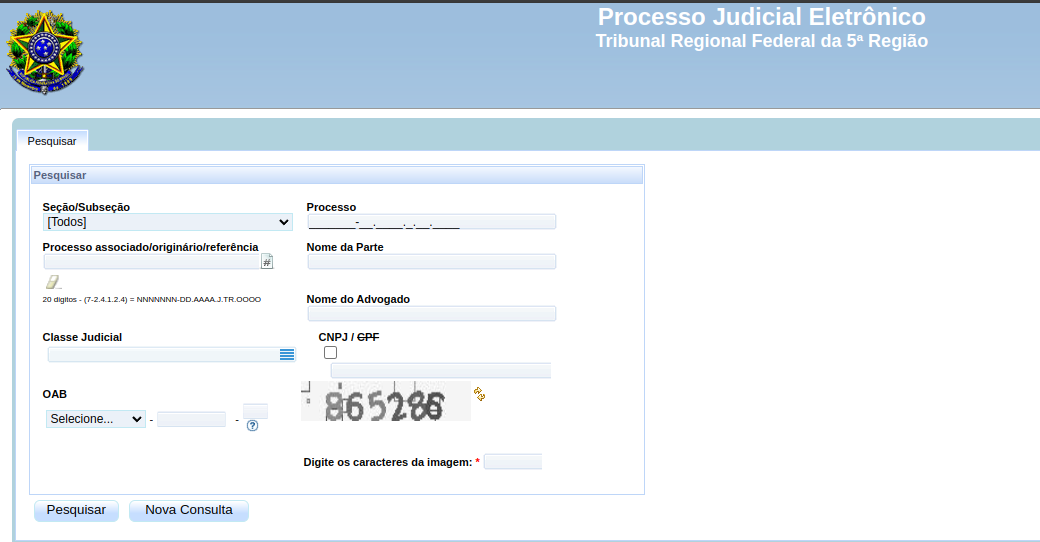 Processo Judicial Eletrônico
Tribunal Regional Federal da 5ª Região
Pesquisar
Pesquisar
Seção/Subseção
[Todos]
Processo
_______-__.____._.__.____
Processo associado/originário/referência
#
20 dígitos - (7-2.4.1.2.4) = NNNNNNN-DD.AAAA.J.TR.OOOO
Nome da Parte
Nome do Advogado
Classe Judicial
CNPJ / CPF
OAB
Selecione... - -
?
Digite os caracteres da imagem: *
Pesquisar Nova Consulta